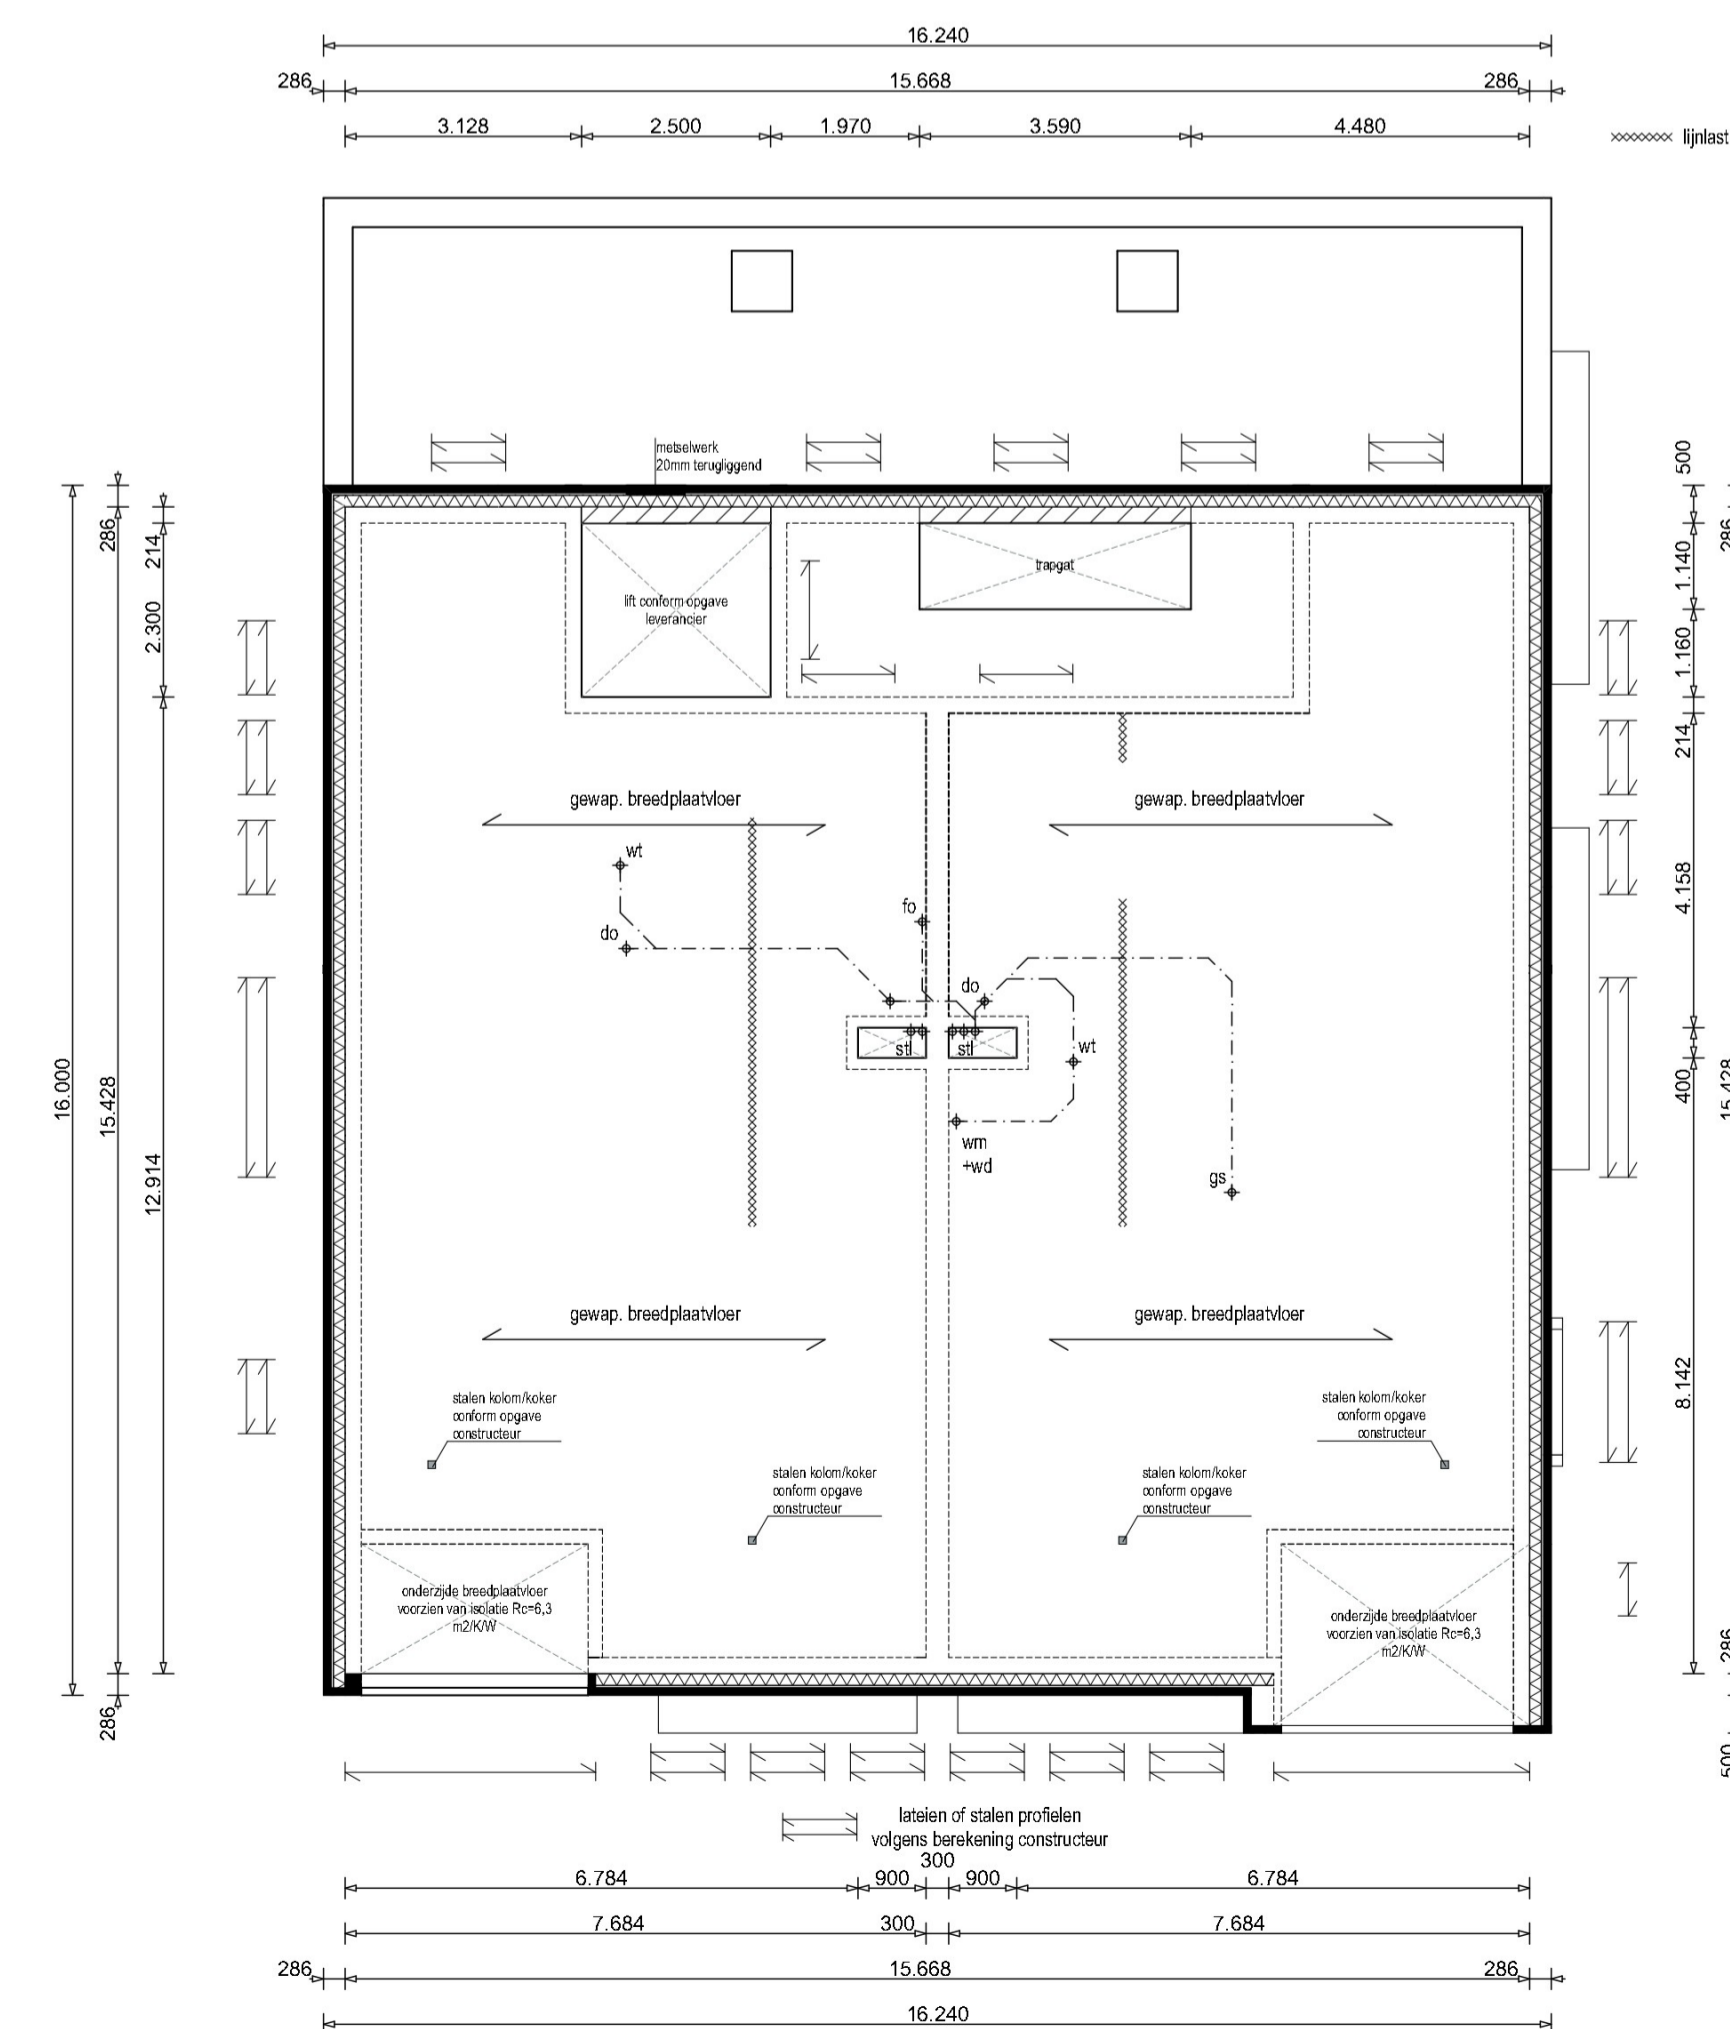 16.240
286 15.668 286
3.128 2.500 1.970 3.590 4.480
lijnlast
metselwerk
20mm terugliggend
500
286
214
1.140
286
trapgat
lift conform opgave
leverancier
2.300
1.160
214
gewap. breedplaatvloer
gewap. breedplaatvloer
wt
4.158
fo
do
do
stl
stl
wt
400
16.000
15.428
15.428
wm
+wd
gs
12.914
gewap. breedplaatvloer
gewap. breedplaatvloer
8.142
stalen kolom/koker
conform opgave
constructeur
stalen kolom/koker
conform opgave
constructeur
stalen kolom/koker
conform opgave
constructeur
stalen kolom/koker
conform opgave
constructeur
onderzijde breedplaatvloer
voorzien van isolatie Rc=6,3
m2/K/W
onderzijde breedplaatvloer
voorzien van isolatie Rc=6,3
m2/K/W
286
286
500
lateien of stalen profielen
volgens berekening constructeur
300
6.784 900 900 6.784
7.684 300 7.684
286 15.668 286
16.240